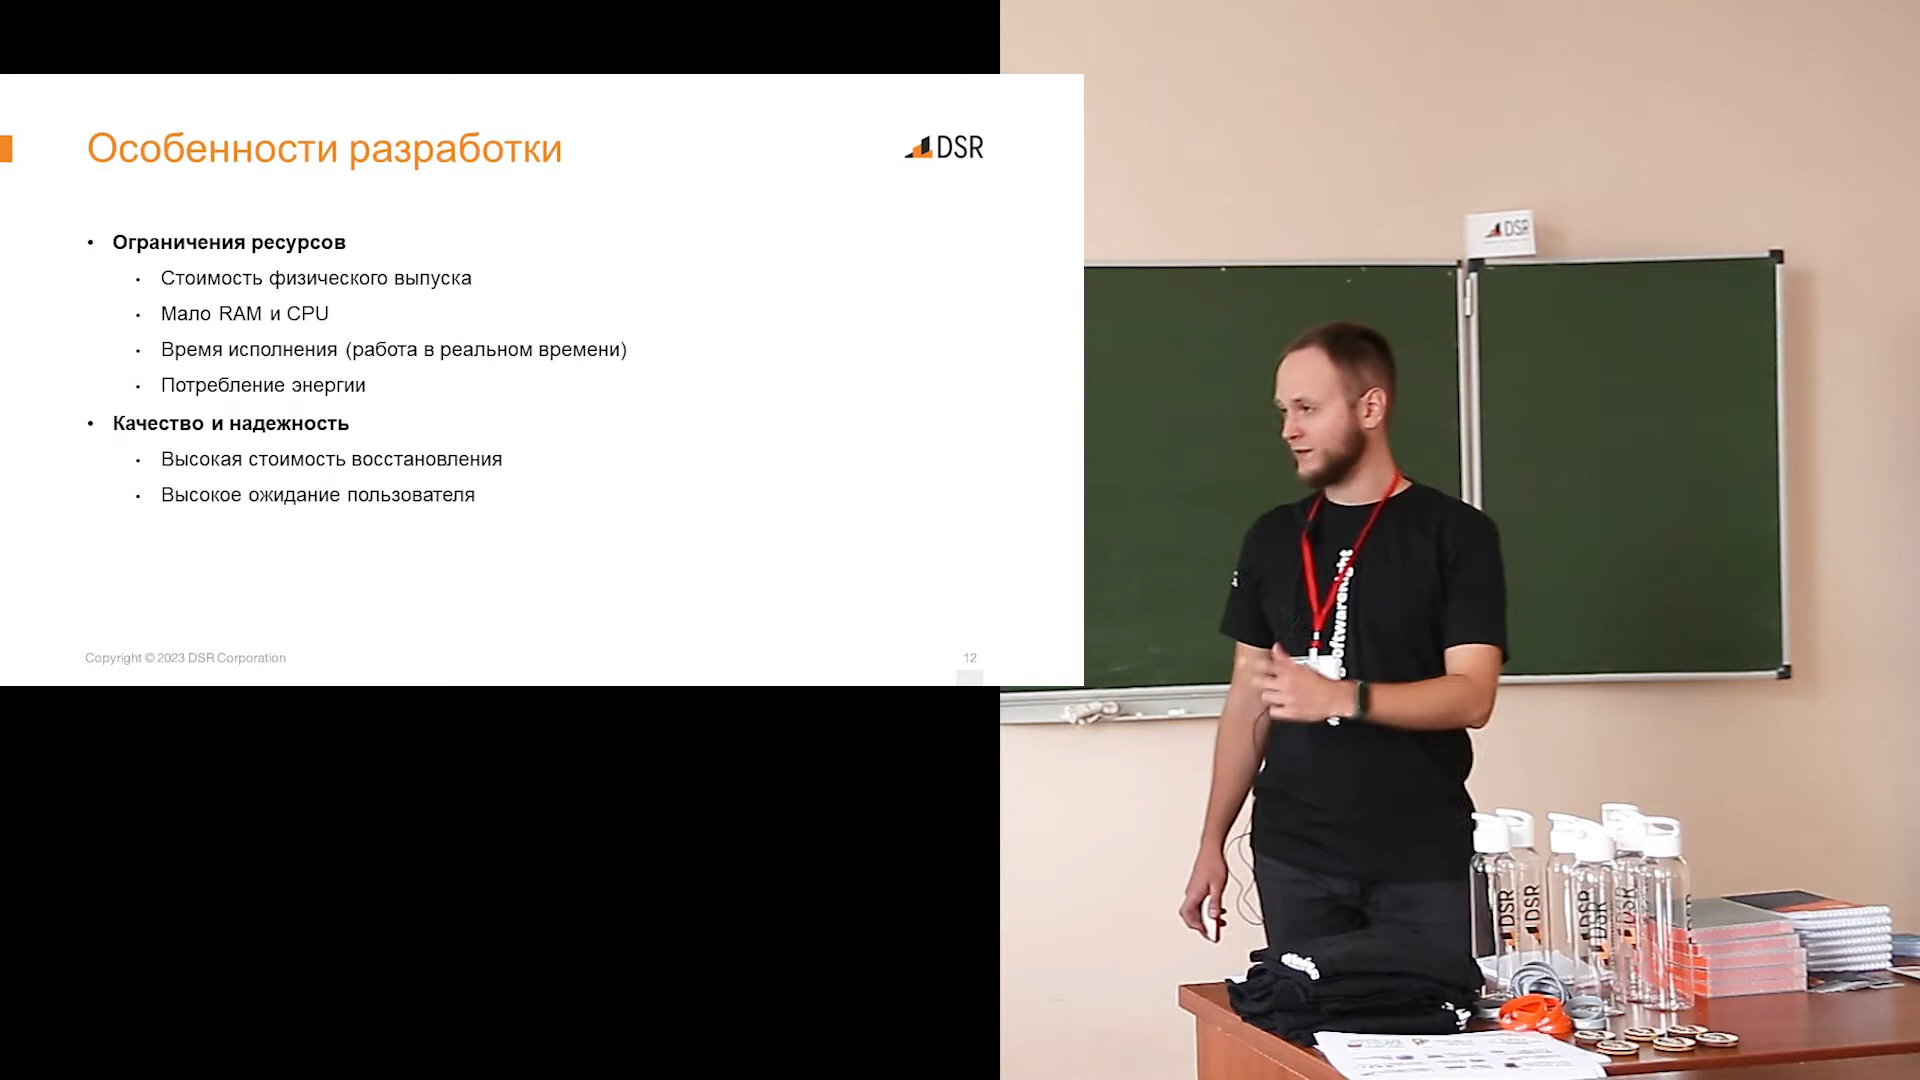 Особенности разработки
DSR
• Ограничения ресурсов
• Стоимость физического выпуска
• Мало RAM и CPU
• Время исполнения (работа в реальном времени)
• Потребление энергии
• Качество и надежность
• Высокая стоимость восстановления
• Высокое ожидание пользователя
Copyright © 2023 DSR Corporation
12
DSR
DSR
DSR
DSR
DSR
DSR